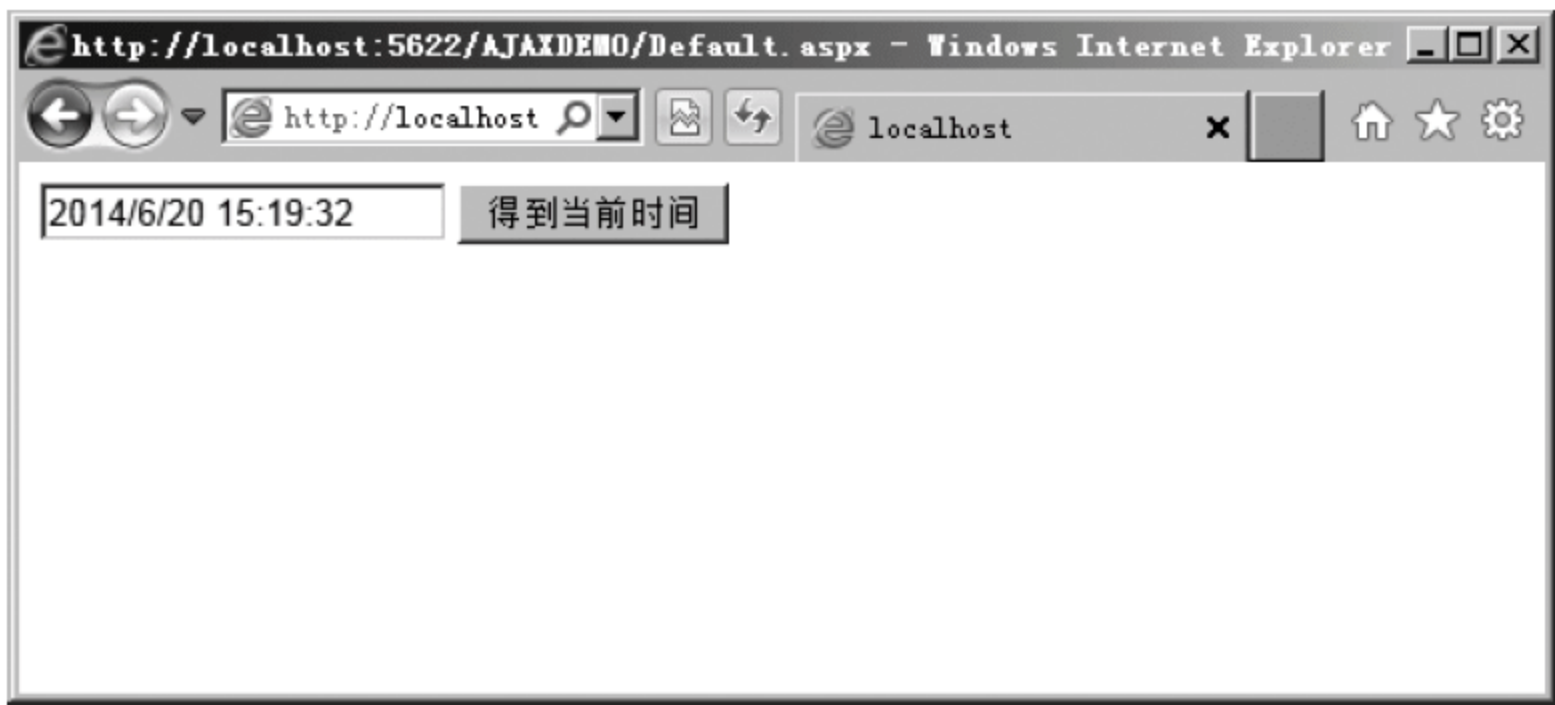 http://localhost:5622/AJAXDEMO/Default.aspx - Windows Internet Explorer
http://localhost
localhost
2014/6/20 15:19:32 得到当前时间